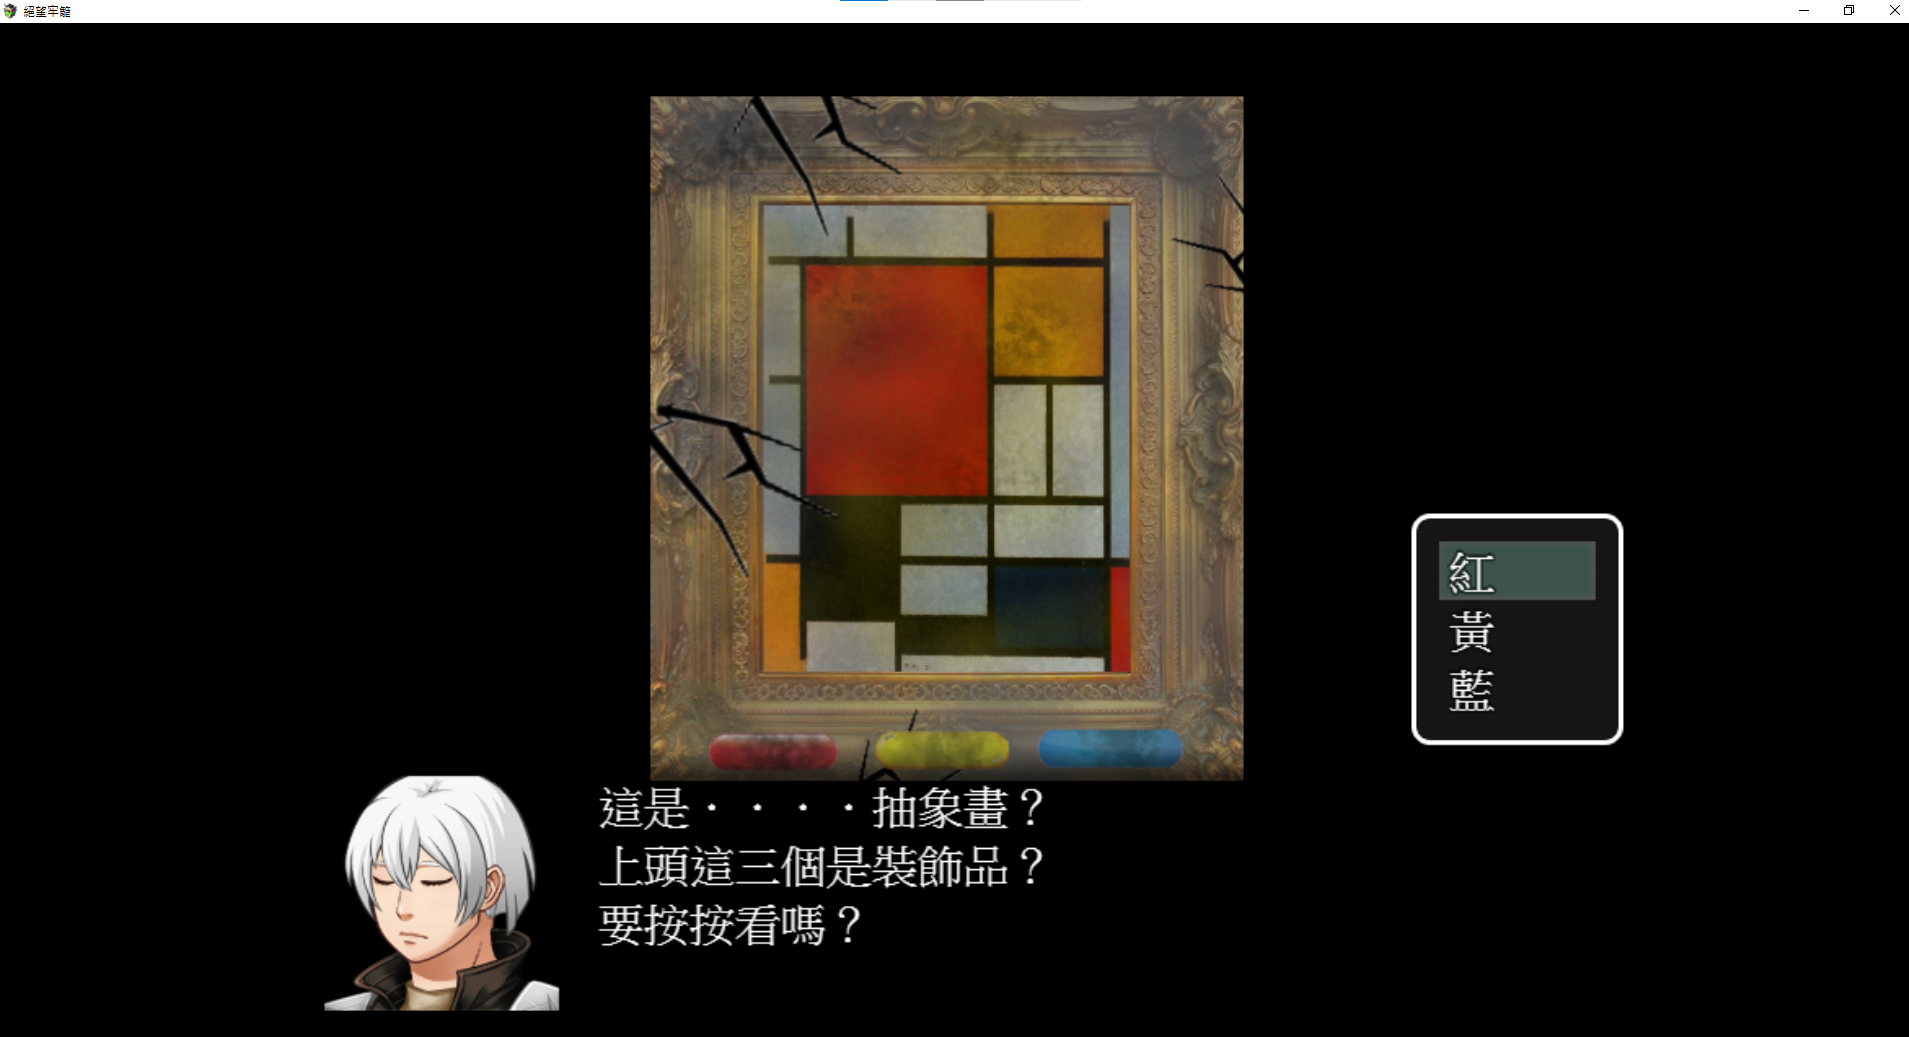 絕望牢籠
紅
黃
藍
這是・・・・抽象畫？
上頭這三個是裝飾品？
要按按看嗎？